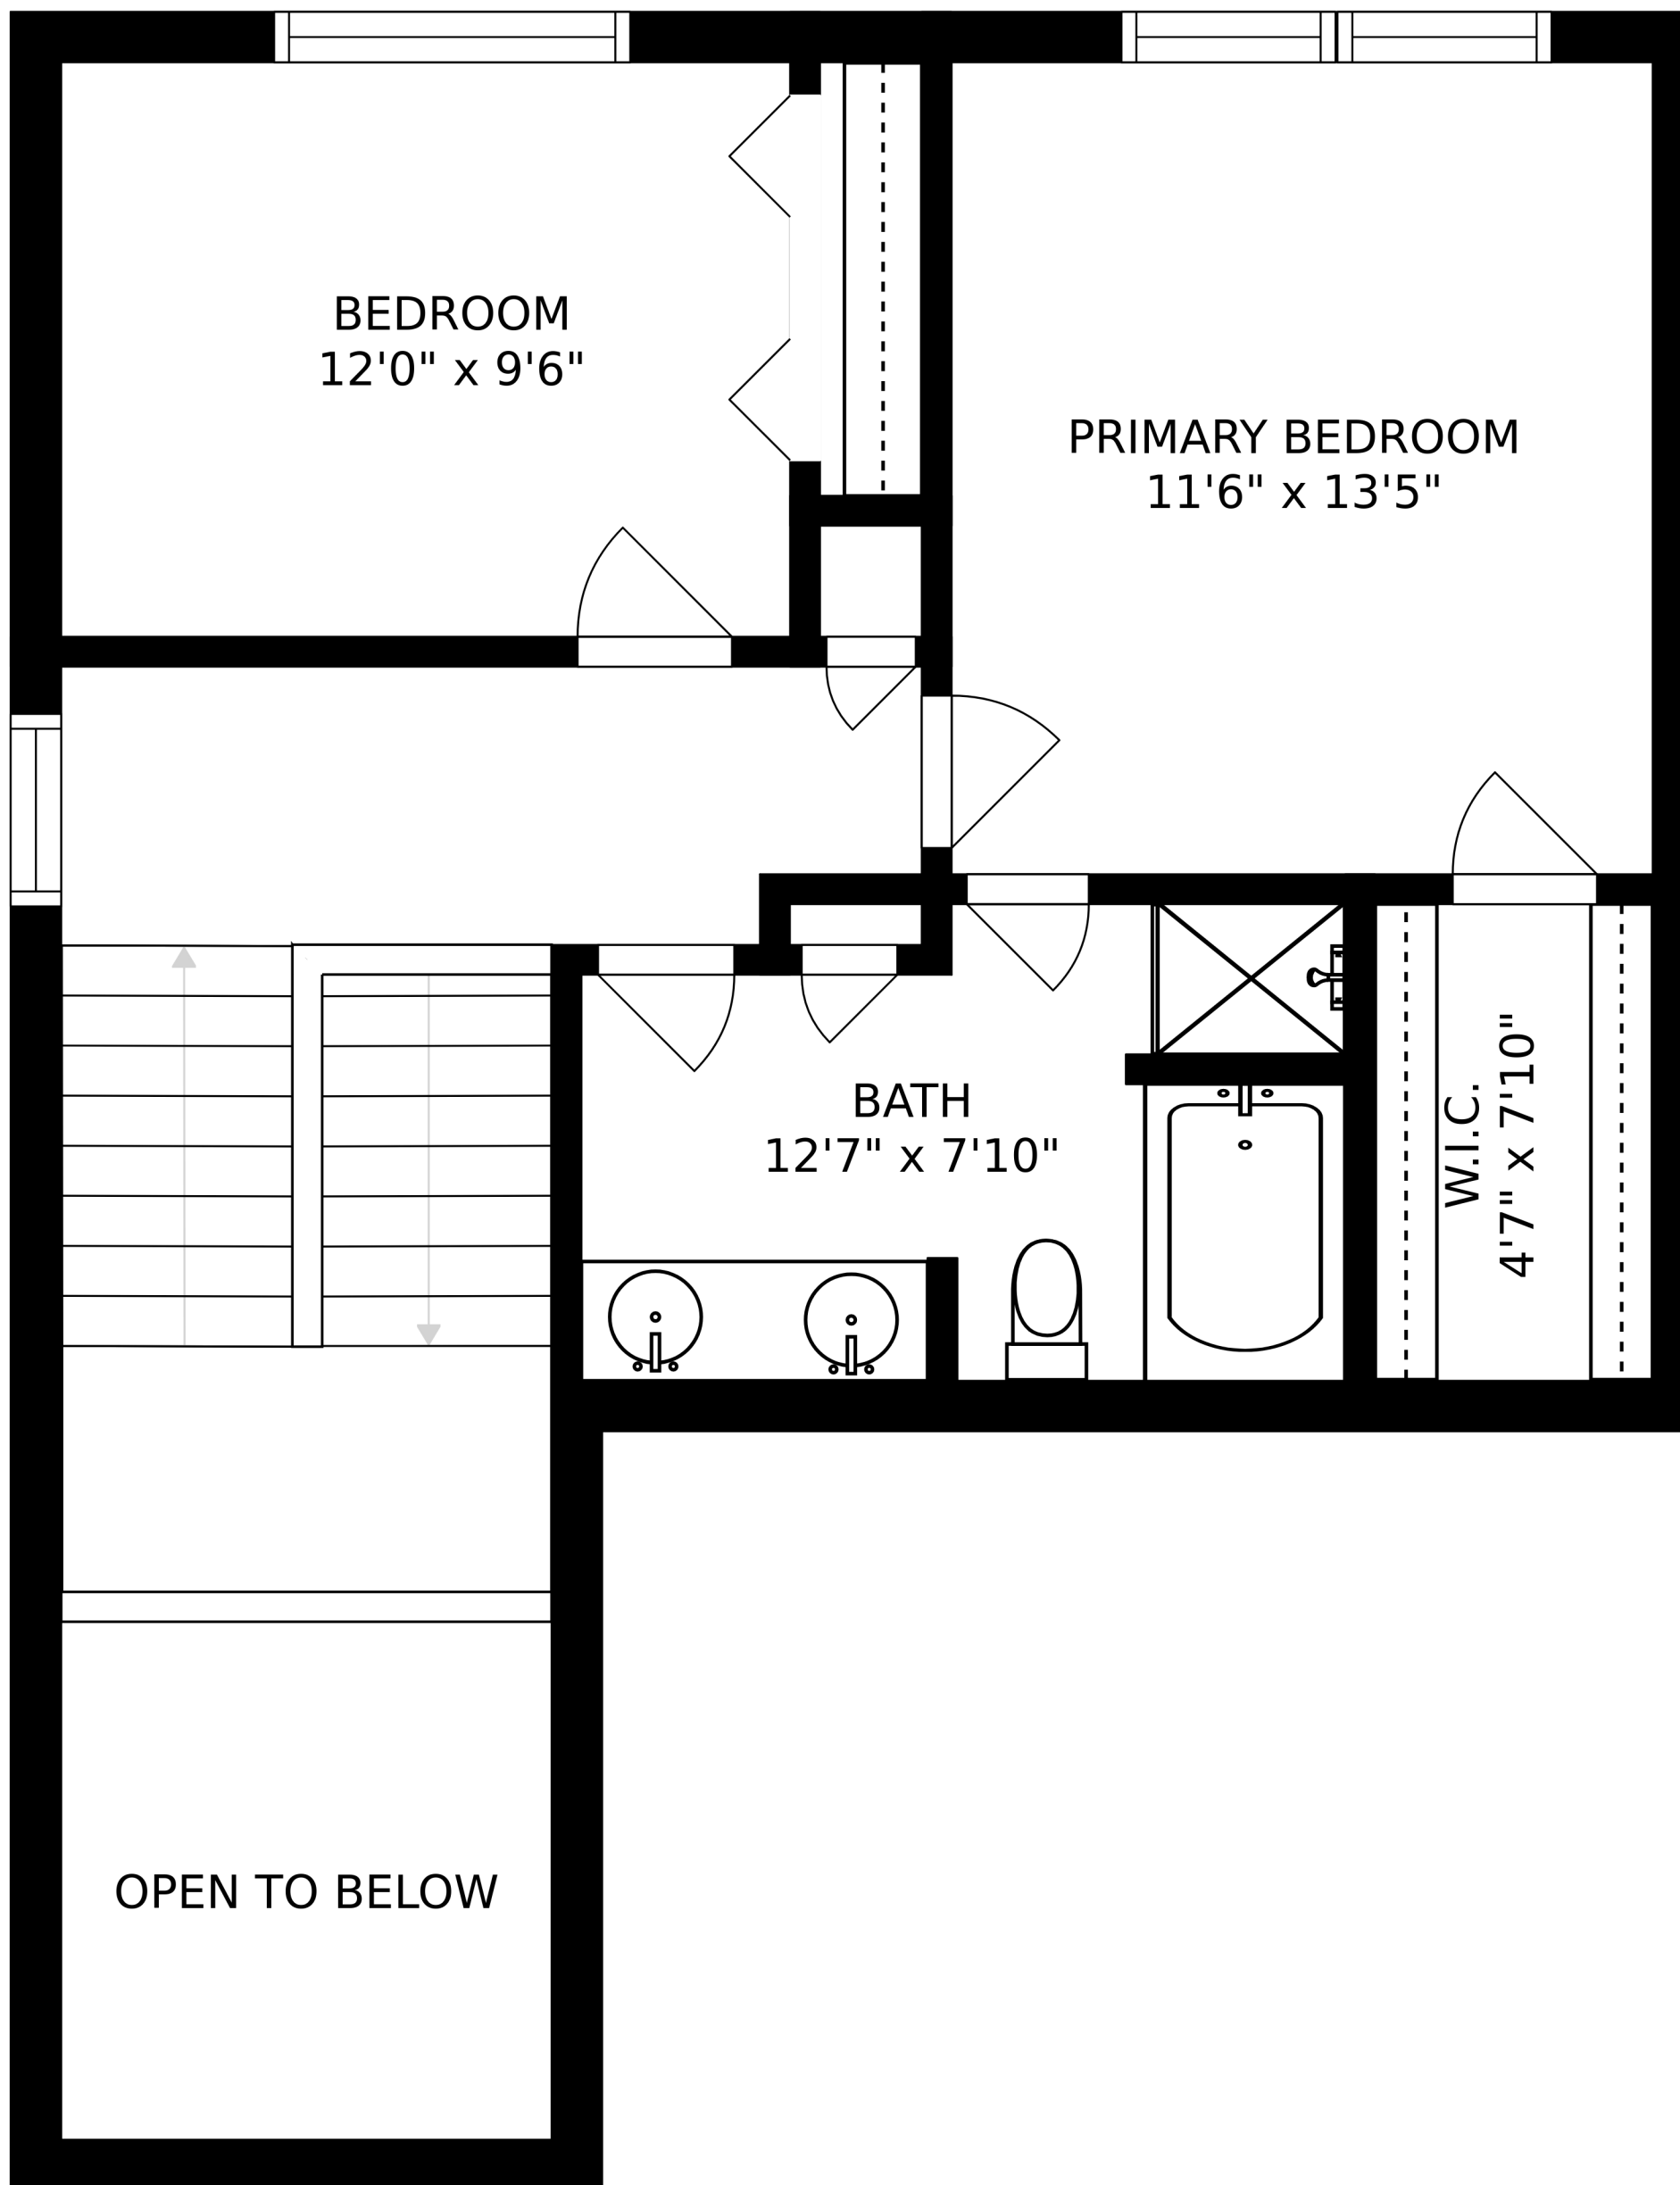 BEDROOM
12'0" x 9'6"
PRIMARY BEDROOM
11'6" x 13'5"
BATH
12'7" x 7'10"
W.I.C.
4'7" x 7'10"
OPEN TO BELOW